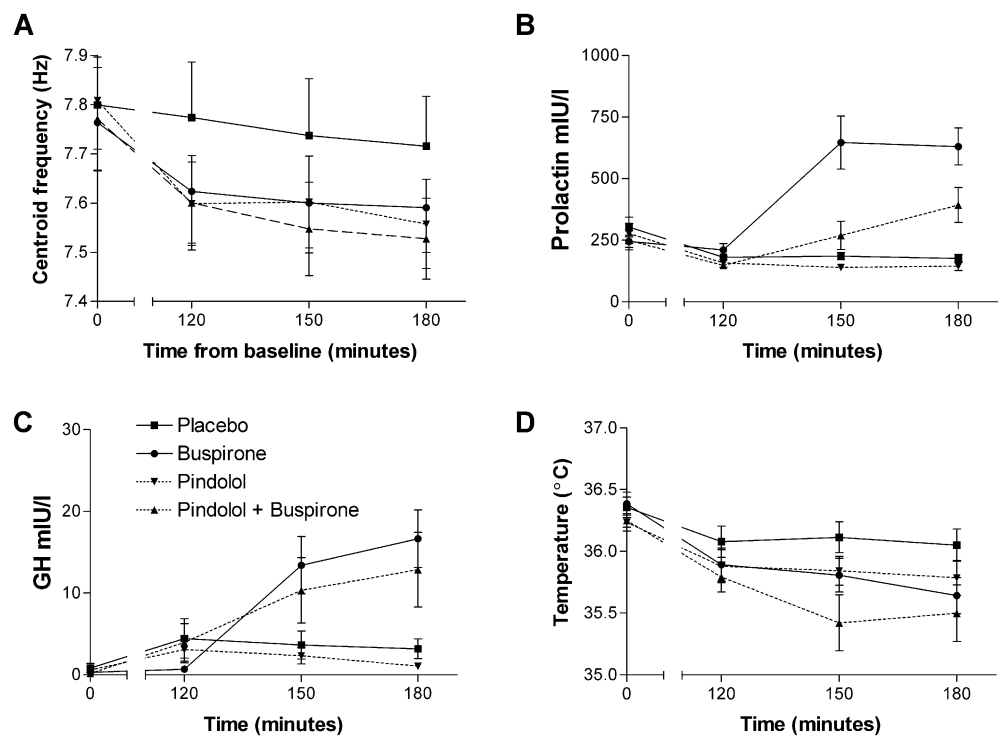 A
7.9
7.8
7.7
7.6
7.5
7.4
Centroid frequency (Hz)
0 120 150 180
Time from baseline (minutes)
B
1000
750
500
250
0
Prolactin mIU/l
0 120 150 180
Time (minutes)
C
30
20
10
0
GH mIU/l
Placebo
Buspirone
Pindolol
Pindolol + Buspirone
0 120 150 180
Time (minutes)
D
37.0
36.5
36.0
35.5
35.0
Temperature (°C)
0 120 150 180
Time (minutes)